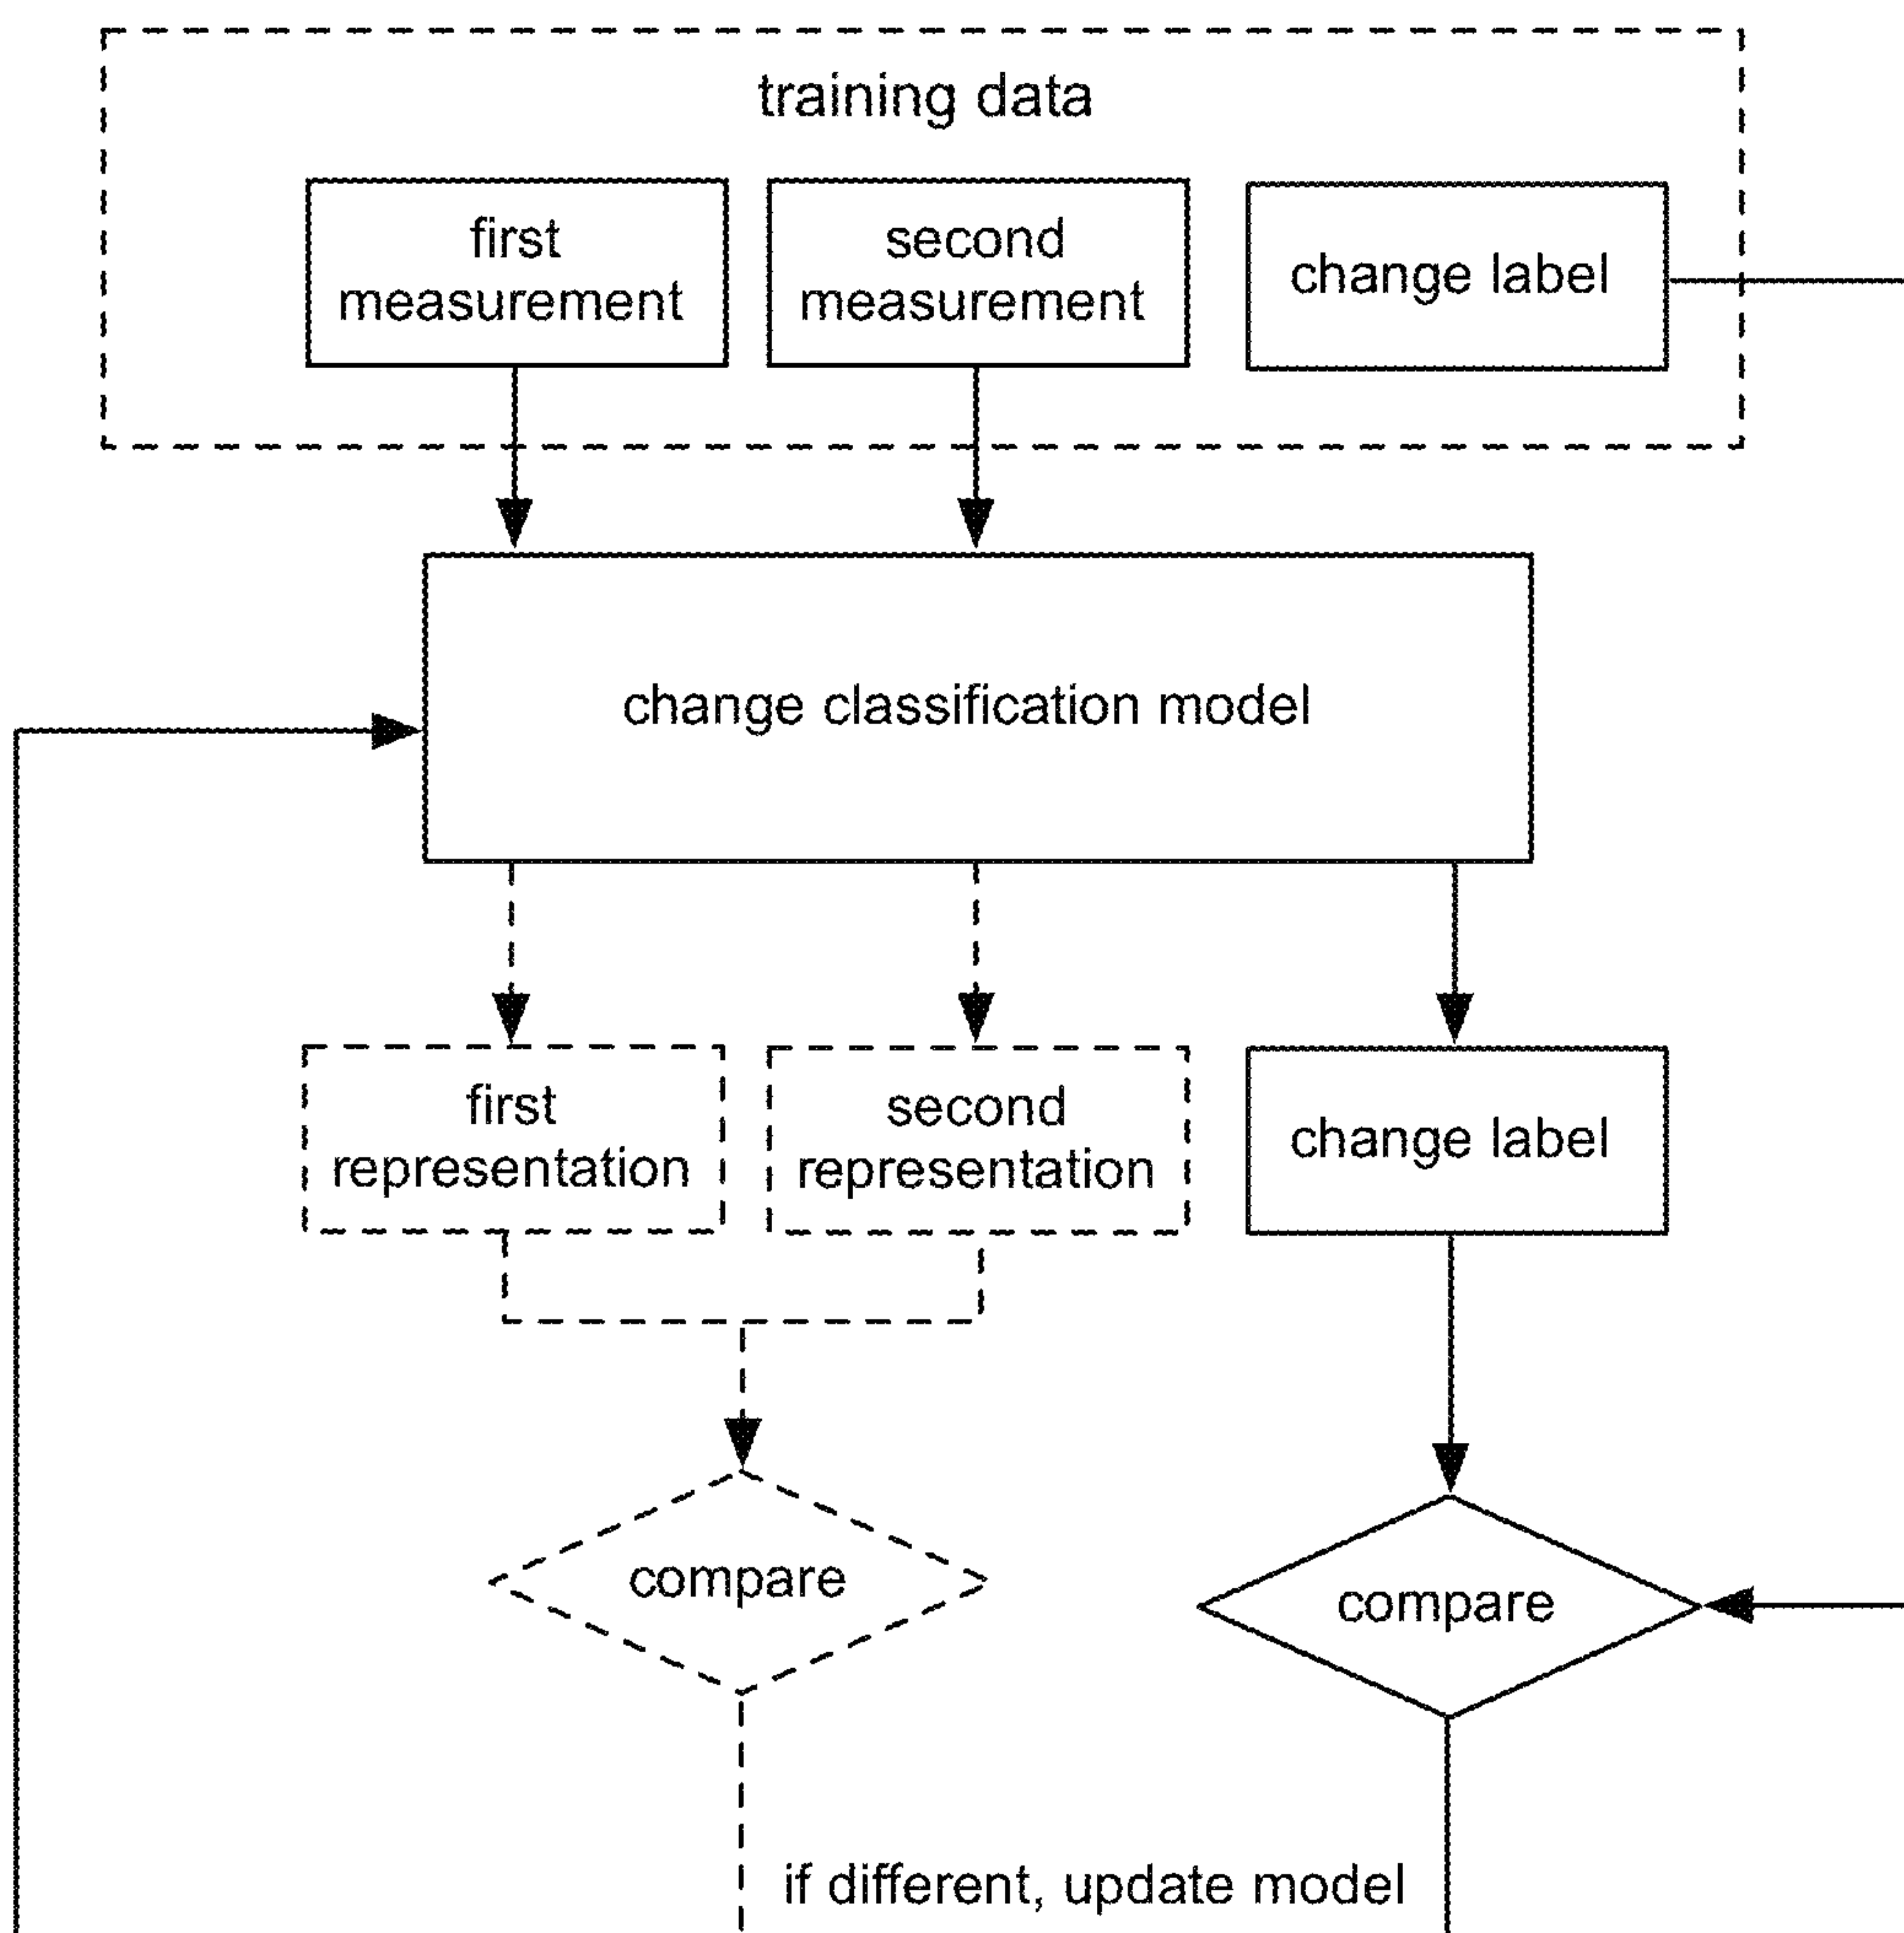 training data
first
measurement
second
measurement
change label
change classification model
first
representation
second
representation
change label
compare
compare
if different, update model